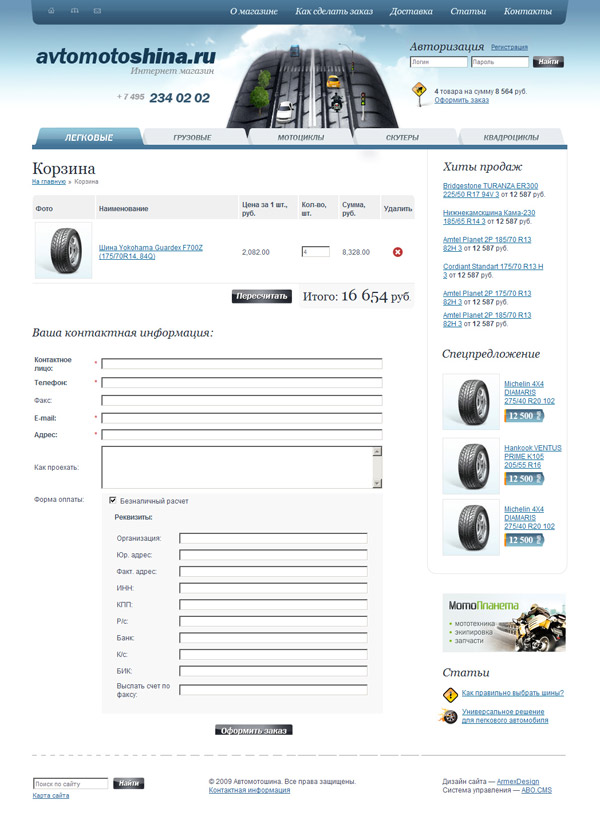 О магазине Как сделать заказ Доставка Статьи Контакты
avtomotoshina.ru
Интернет магазин
+ 7 495 234 02 02
Авторизация Регистрация
Логин Пароль Найти
4 товара на сумму 8 564 руб.
Оформить заказ
ЛЕГКОВЫЕ ГРУЗОВЫЕ МОТОЦИКЛЫ СКУТЕРЫ КВАДРОЦИКЛЫ
Корзина
На главную » Корзина
Фото Наименование Цена за 1 шт., руб. Кол-во, шт. Сумма, руб. Удалить
Шина Yokohama Guardex F700Z
(175/70R14, 84Q)
2,082.00 4 8,328.00
Пересчитать Итого: 16 654 руб
Ваша контактная информация:
Контактное
лицо: *
Телефон: *
Факс:
E-mail: *
Адрес: *
Как проехать:
Форма оплаты: Безналичный расчет
Реквизиты:
Организация:
Юр. адрес:
Факт. адрес:
ИНН:
КПП:
Р/с:
Банк:
К/с:
БИК:
Выслать счет по
факсу:
Оформить заказ
Хиты продаж
Bridgestone TURANZA ER300
225/50 R17 94V 3 от 12 587 руб.
Нижнекамскшина Кама-230
185/65 R14 3 от 12 587 руб.
Amtel Planet 2P 185/70 R13
82H 3 от 12 587 руб.
Cordiant Standart 175/70 R13 H
3 от 12 587 руб.
Amtel Planet 2P 175/70 R13
82H 3 от 12 587 руб.
Amtel Planet 2P 185/70 R13
82H 3 от 12 587 руб.
Спецпредложение
Michelin 4X4
DIAMARIS
275/40 R20 102
12 500
Hankook VENTUS
PRIME K105
205/55 R16
12 500
Michelin 4X4
DIAMARIS
275/40 R20 102
12 500
МотоПланета
• мототехника
• экипировка
• запчасти
Статьи
Как правильно выбрать шины?
Универсальное решение
для легкового автомобиля
Поиск по сайту Найти
Карта сайта
© 2009 Автомотошина. Все права защищены.
Контактная информация
Дизайн сайта — ArmexDesign
Система управления — ABO.CMS